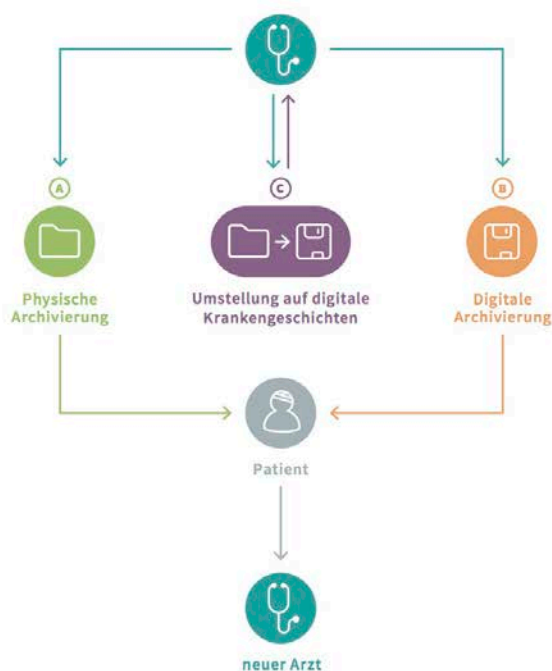 A
C
B
Physische
Archivierung
Umstellung auf digitale
Krankengeschichten
Digitale
Archivierung
Patient
neuer Arzt